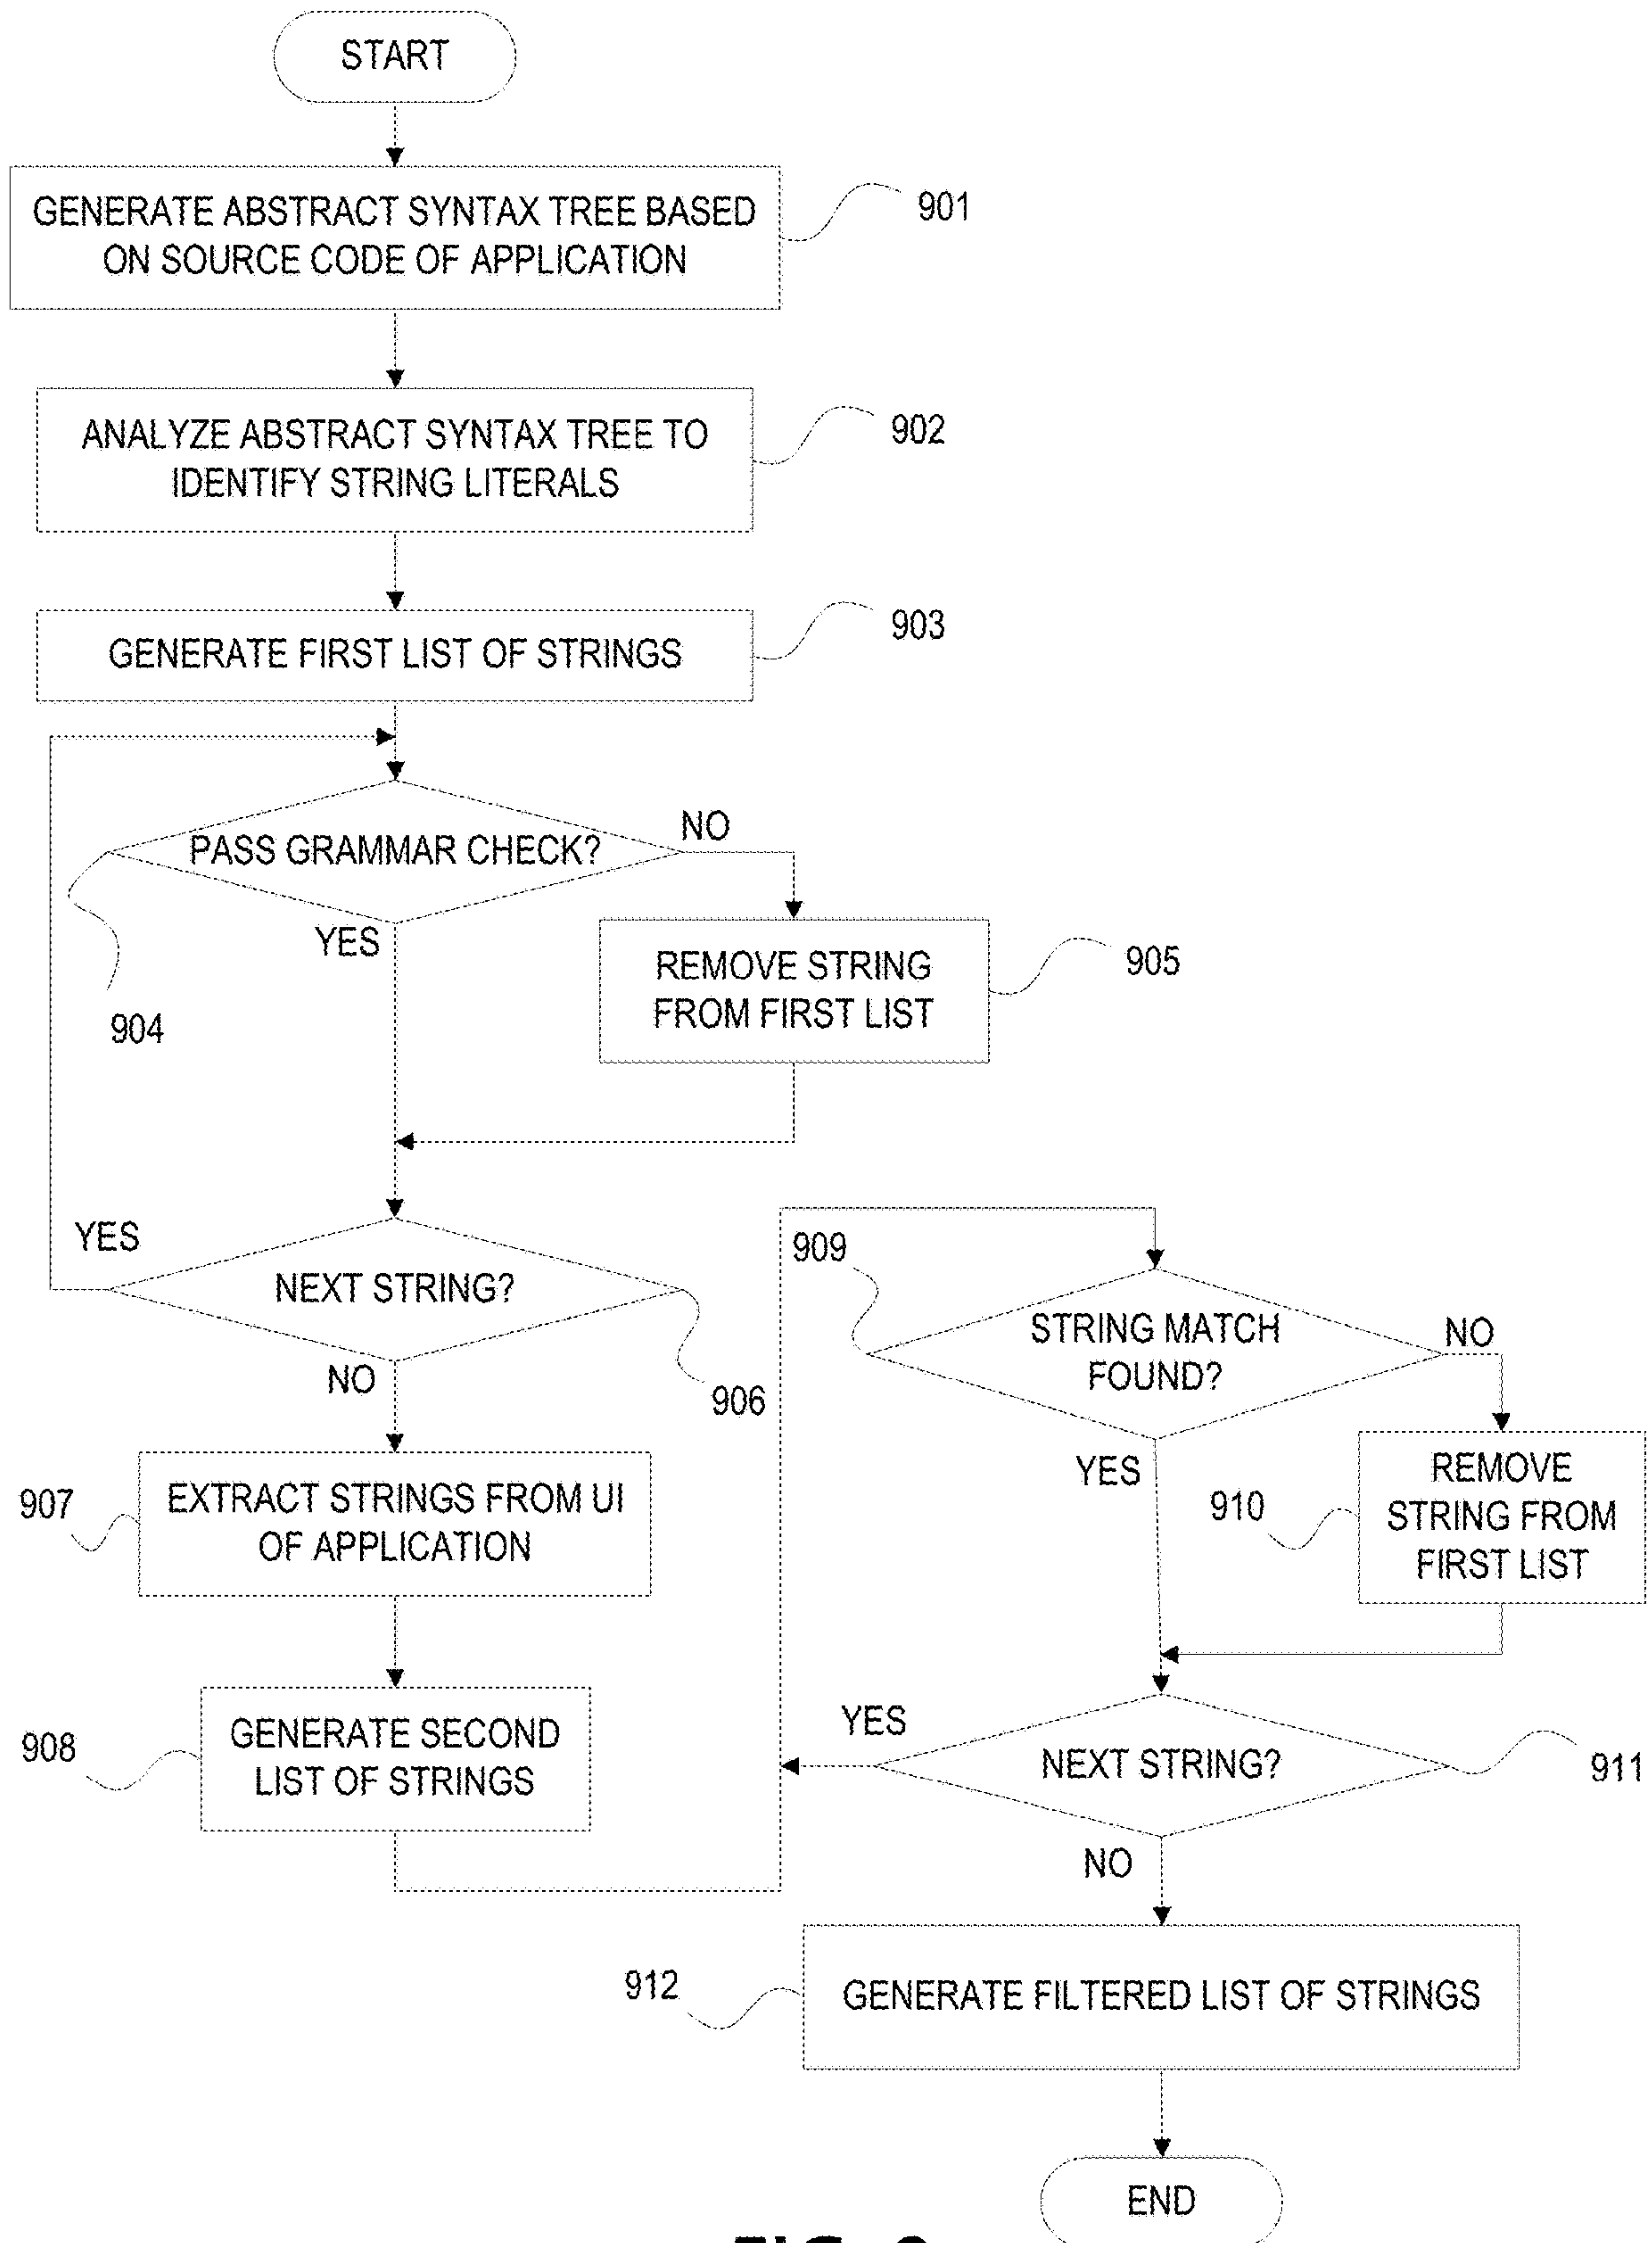 START
GENERATE ABSTRACT SYNTAX TREE BASED
ON SOURCE CODE OF APPLICATION
901
ANALYZE ABSTRACT SYNTAX TREE TO
IDENTIFY STRING LITERALS
902
GENERATE FIRST LIST OF STRINGS
903
PASS GRAMMAR CHECK?
NO
YES
904
REMOVE STRING
FROM FIRST LIST
905
YES
NEXT STRING?
NO
906
907
EXTRACT STRINGS FROM UI
OF APPLICATION
908
GENERATE SECOND
LIST OF STRINGS
909
STRING MATCH
FOUND?
NO
YES
910
REMOVE
STRING FROM
FIRST LIST
YES
NEXT STRING?
911
NO
912
GENERATE FILTERED LIST OF STRINGS
END